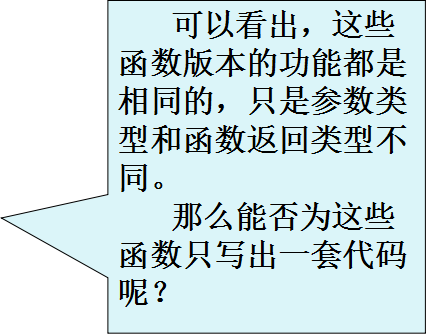 可以看出，这些
函数版本的功能都是
相同的，只是参数类
型和函数返回类型不
同。
那么能否为这些
函数只写出一套代码
呢？